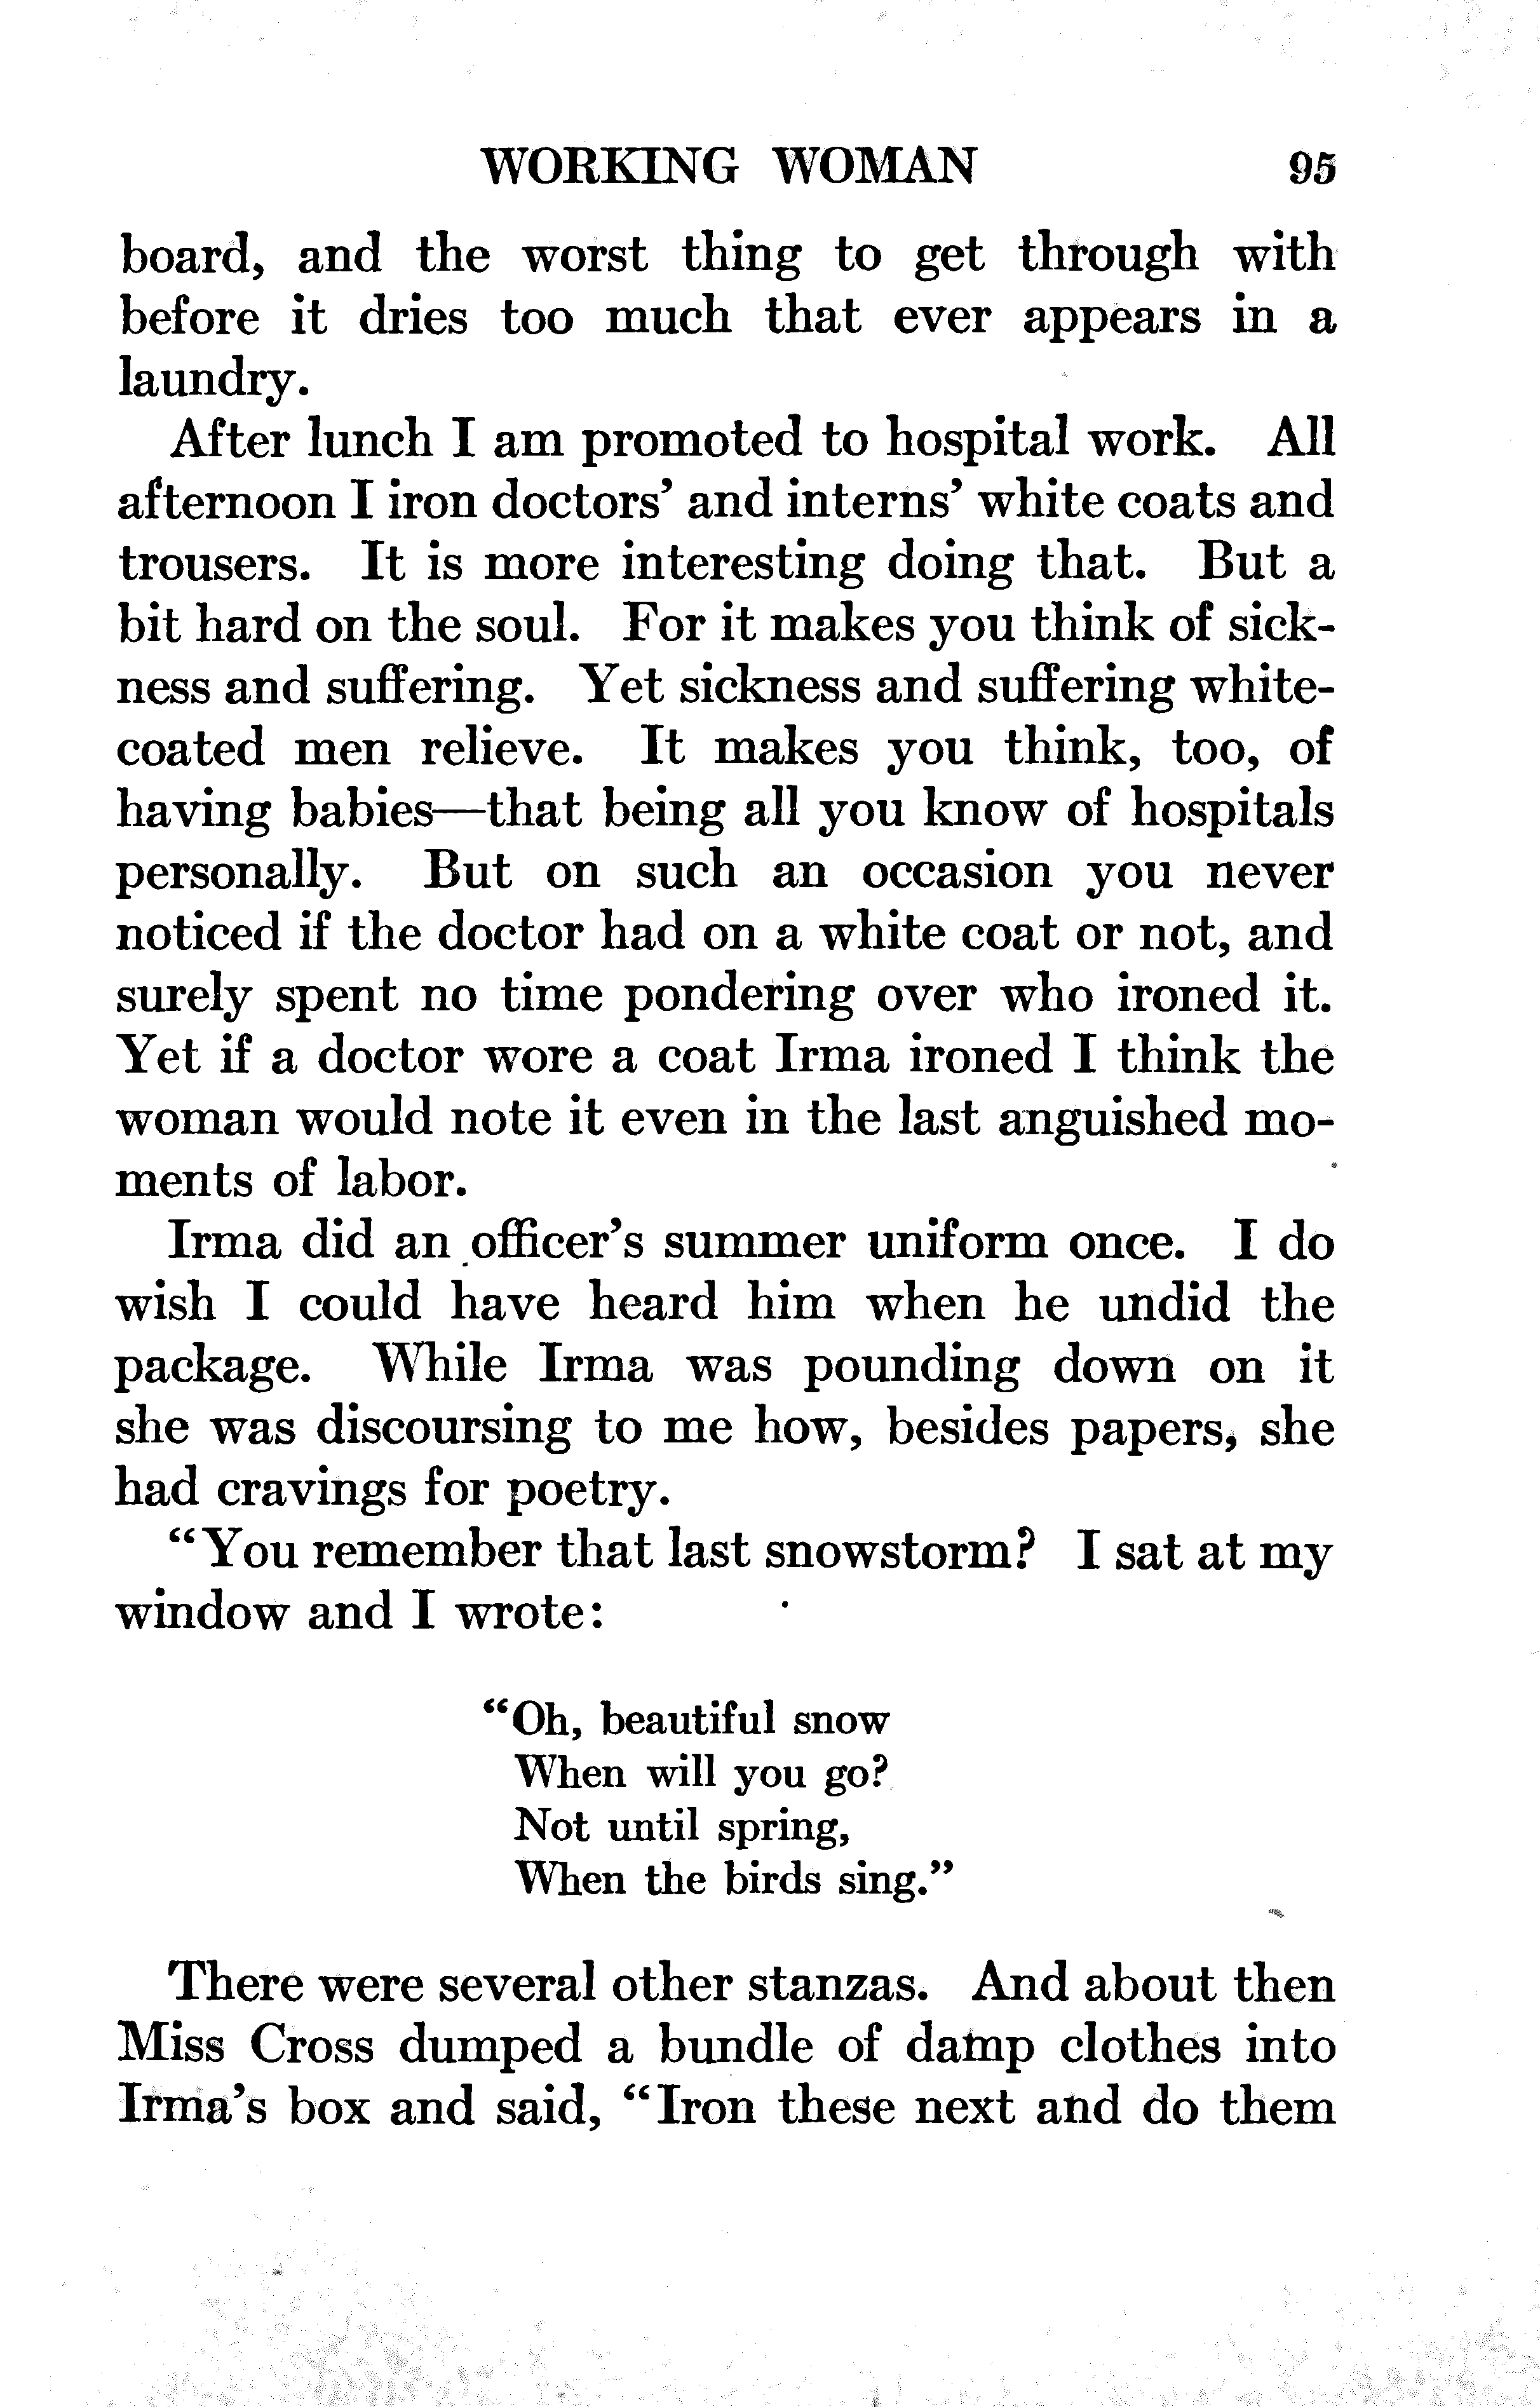 WORKING WOMAN 95
board, and the worst thing to get through with
before it dries too much that ever appears in a
laundry.
After lunch I am promoted to hospital work. All
afternoon I iron doctors' and interns' white coats and
trousers. It is more interesting doing that. But a
bit hard on the soul. For it makes you think of sick-
ness and suffering. Yet sickness and suffering white-
coated men relieve. It makes you think, too, of
having babies—that being all you know of hospitals
personally. But on such an occasion you never
noticed if the doctor had on a white coat or not, and
surely spent no time pondering over who ironed it.
Yet if a doctor wore a coat Irma ironed I think the
woman would note it even in the last anguished mo-
ments of labor.
Irma did an officer's summer uniform once. I do
wish I could have heard him when he undid the
package. While Irma was pounding down on it
she was discoursing to me how, besides papers, she
had cravings for poetry.
"You remember that last snowstorm? I sat at my
window and I wrote:
"Oh, beautiful snow
When will you go?
Not until spring,
When the birds sing."
There were several other stanzas. And about then
Miss Cross dumped a bundle of damp clothes into
Irma's box and said, "Iron these next and do them